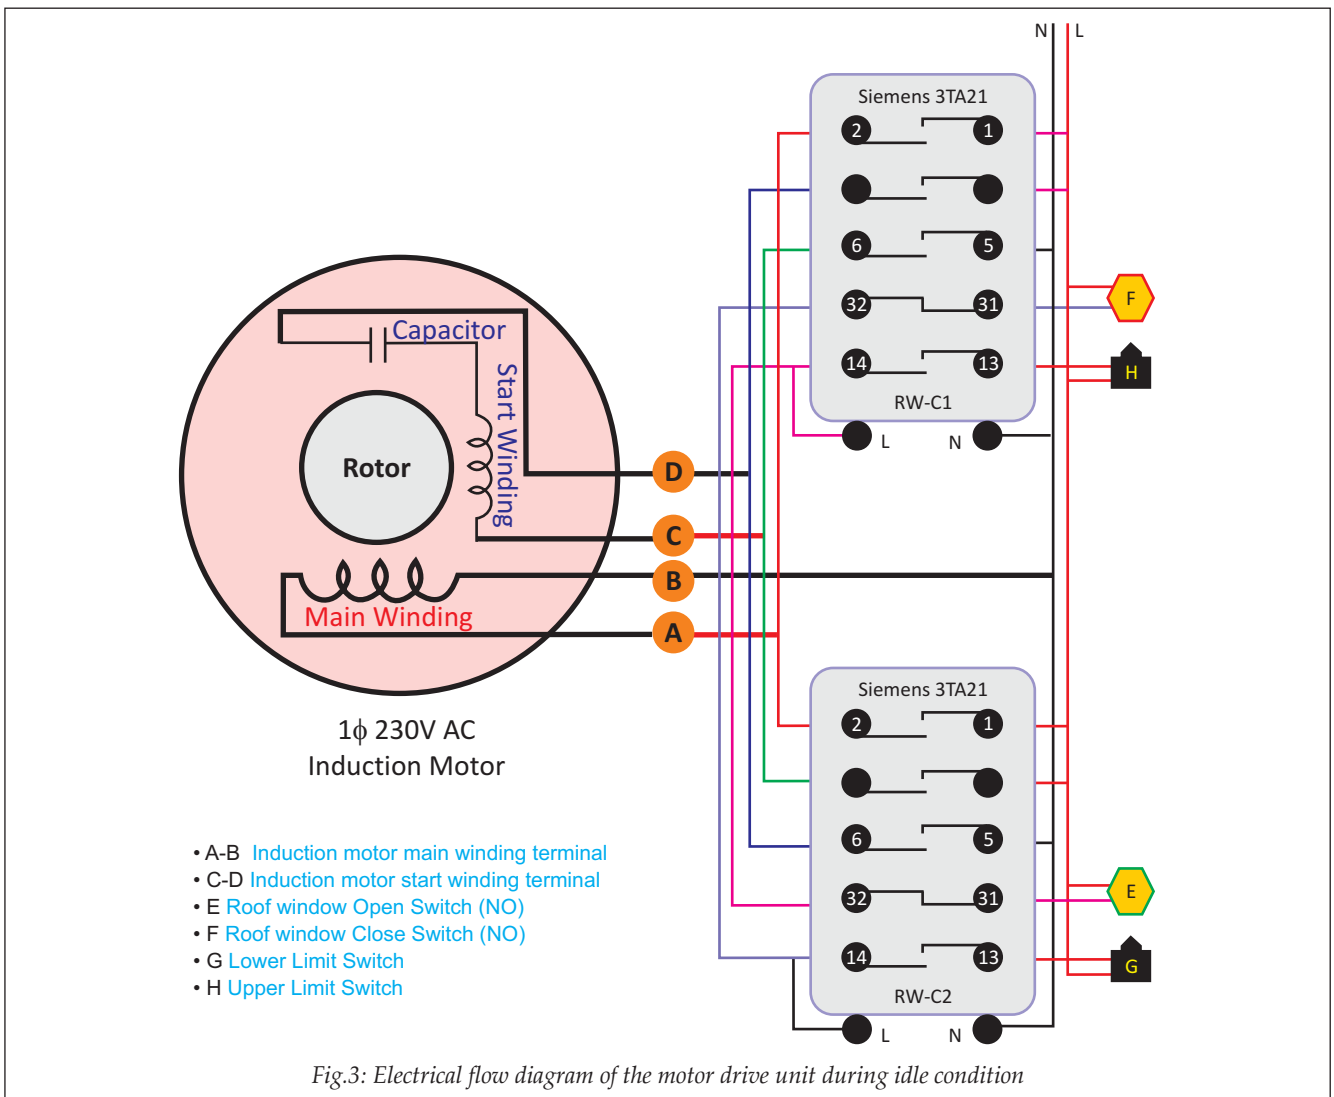 N L
Siemens 3TA21
2 1
6 5
32 31
14 13
RW-C1
L N
F
H
Capacitor
Start Winding
Rotor
Main Winding
D
C
B
A
1ϕ 230V AC
Induction Motor
Siemens 3TA21
2 1
6 5
32 31
14 13
RW-C2
L N
E
G
• A-B Induction motor main winding terminal
• C-D Induction motor start winding terminal
• E Roof window Open Switch (NO)
• F Roof window Close Switch (NO)
• G Lower Limit Switch
• H Upper Limit Switch
Fig.3: Electrical flow diagram of the motor drive unit during idle condition